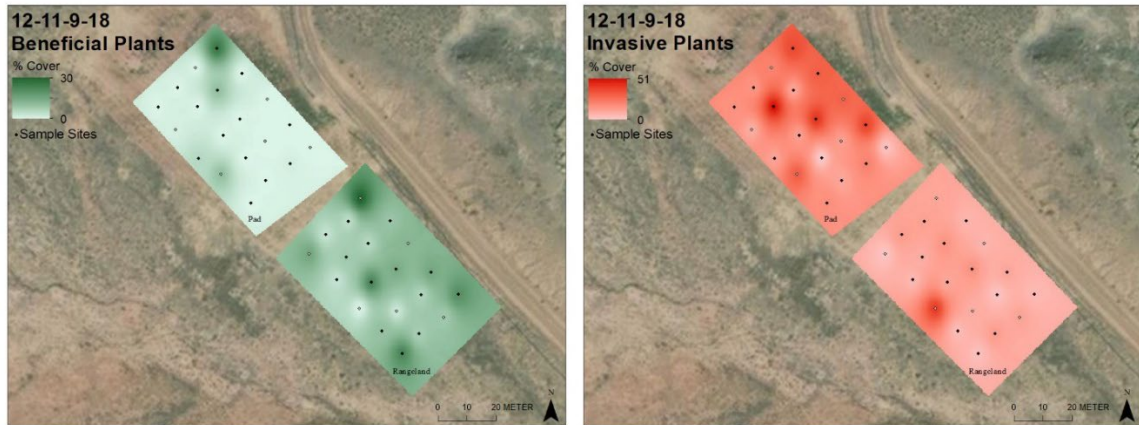 12-11-9-18
Beneficial Plants
% Cover
30
0
•Sample Sites
Pad
Rangeland
N
0 10 20 METER
12-11-9-18
Invasive Plants
% Cover
51
0
•Sample Sites
Pad
Rangeland
N
0 10 20 METER